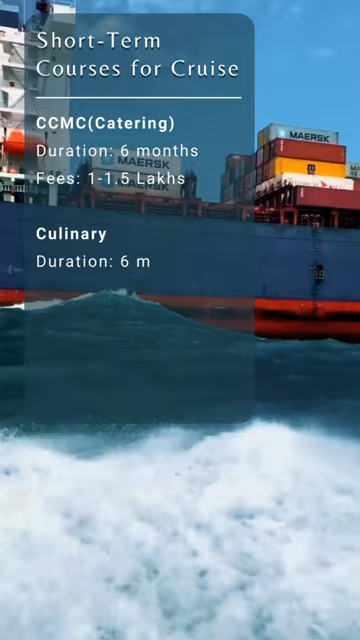 Short-Term
Courses for Cruise
CCMC(Catering)
Duration: 6 months
Fees: 1-1.5 Lakhs
Culinary
Duration: 6 m
MAERSK
MAERSK